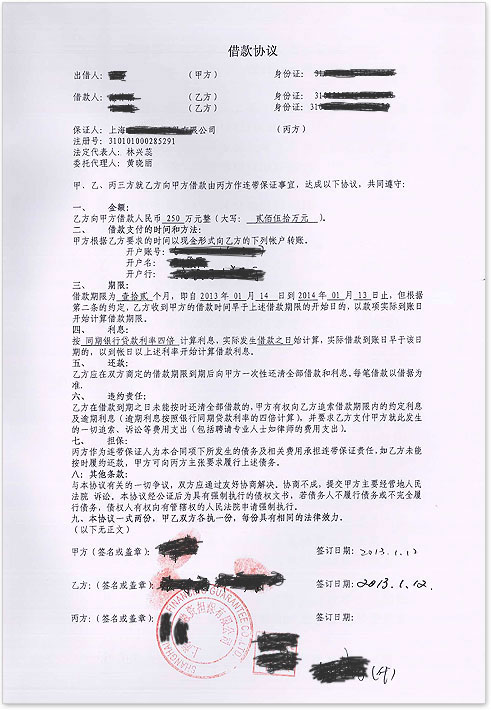 借款协议
出借人： （甲方） 身份证： 31
借款人： （乙方） 身份证： 31
（乙方） 身份证： 310
保证人：上海 有限公司 （丙方）
注册号：310101000285291
法定代表人：林兴蕊
委托代理人：黄晓丽
甲、乙、丙三方就乙方向甲方借款由丙方作连带保证事宜，达成以下协议，共同遵守：
一、 金额：
乙方向甲方借款人民币 250 万元整（大写： 贰佰伍拾万元 ）。
二、 借款支付的时间和方法：
甲方根据乙方要求的时间以现金形式向乙方的下列帐户转账。
开户账号：
开户名：
开户行：
三、 期限：
借款期限为 壹拾贰 个月，即自 2013 年 01 月 14 日到 2014 年 01 月 13 日止，但根据
第二条的约定，乙方收到甲方的借款时间早于上述借款期限的开始日的，以款项实际到账日
开始计算借款期限。
四、 利息：
按 同期银行贷款利率四倍 计算利息，实际发生借款之日始计算，实际借款到账日早于该日
期的，以到帐日以上述利率开始计算借款利息。
五、 还款：
乙方应在双方商定的借款期限到期后向甲方一次性还清全部借款和利息。每笔借款以借据为
准。
六、 违约责任：
乙方在借款到期之日未能按时还清全部借款的，甲方有权向乙方追索借款期限内的约定利息
及逾期利息（逾期利息按照银行同期贷款利率的四倍计算），并要求乙方支付甲方就此发生
的一切追索、诉讼等费用支出（包括聘请专业人士如律师的费用支出）。
七、 担保：
丙方作为连带保证人为本合同项下所发生的债务及相关费用承担连带保证责任。如乙方未能
按时履约还款，甲方可向丙方主张要求履行上述债务。
八；其他条款：
与本协议有关的一切争议，双方应通过友好协商解决。协商不成，提交甲方主要经营地人民
法院 诉讼。本协议经公证后为具有强制执行的债权文书，若债务人不履行债务或不完全履
行债务，债权人有权向有管辖权的人民法院申请强制执行。
九、本协议一式两份，甲乙双方各执一份，每份具有相同的法律效力。
（以下无正文）
甲方（签名或盖章）： 签订日期：2013.1.12
乙方：（签名或盖章）： 签订日期：2013.1.12.
丙方：（签名或盖章）： 签订日期：
SHANGHAI GUARANTEE CO.,LTD